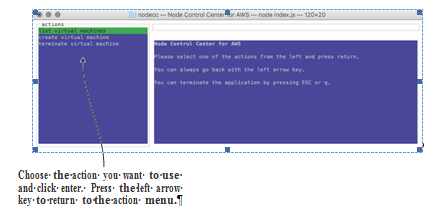 nodecc — Node Control Center for AWS — node index.js — 120×20
actions
list virtual machines
create virtual machine
terminate virtual machine
Node Control Center for AWS
Please select one of the actions from the left and press return.
You can always go back with the left arrow key.
You can terminate the application by pressing ESC or q.
Choose the action you want to use
and click enter. Press the left arrow
key to return to the action menu.¶